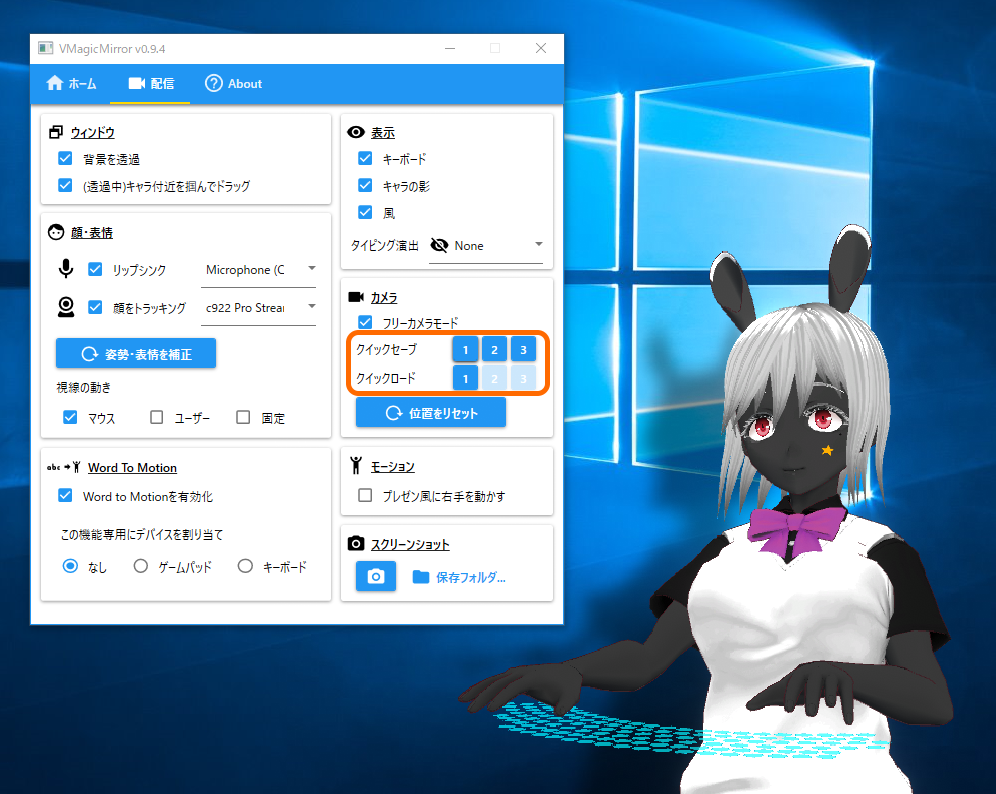 VMagicMirror v0.9.4
ホーム
配信
About
ウィンドウ
背景を透過
(透過中)キャラ付近を掴んでドラッグ
顔・表情
リップシンク
Microphone (C
顔をトラッキング
c922 Pro Strea
姿勢・表情を補正
視線の動き
マウス
ユーザー
固定
abc
Word To Motion
Word to Motionを有効化
この機能専用にデバイスを割り当て
なし
ゲームパッド
キーボード
表示
キーボード
キャラの影
風
タイピング演出
None
カメラ
フリーカメラモード
クイックセーブ
1 2 3
クイックロード
1 2 3
位置をリセット
モーション
プレゼン風に右手を動かす
スクリーンショット
保存フォルダ...